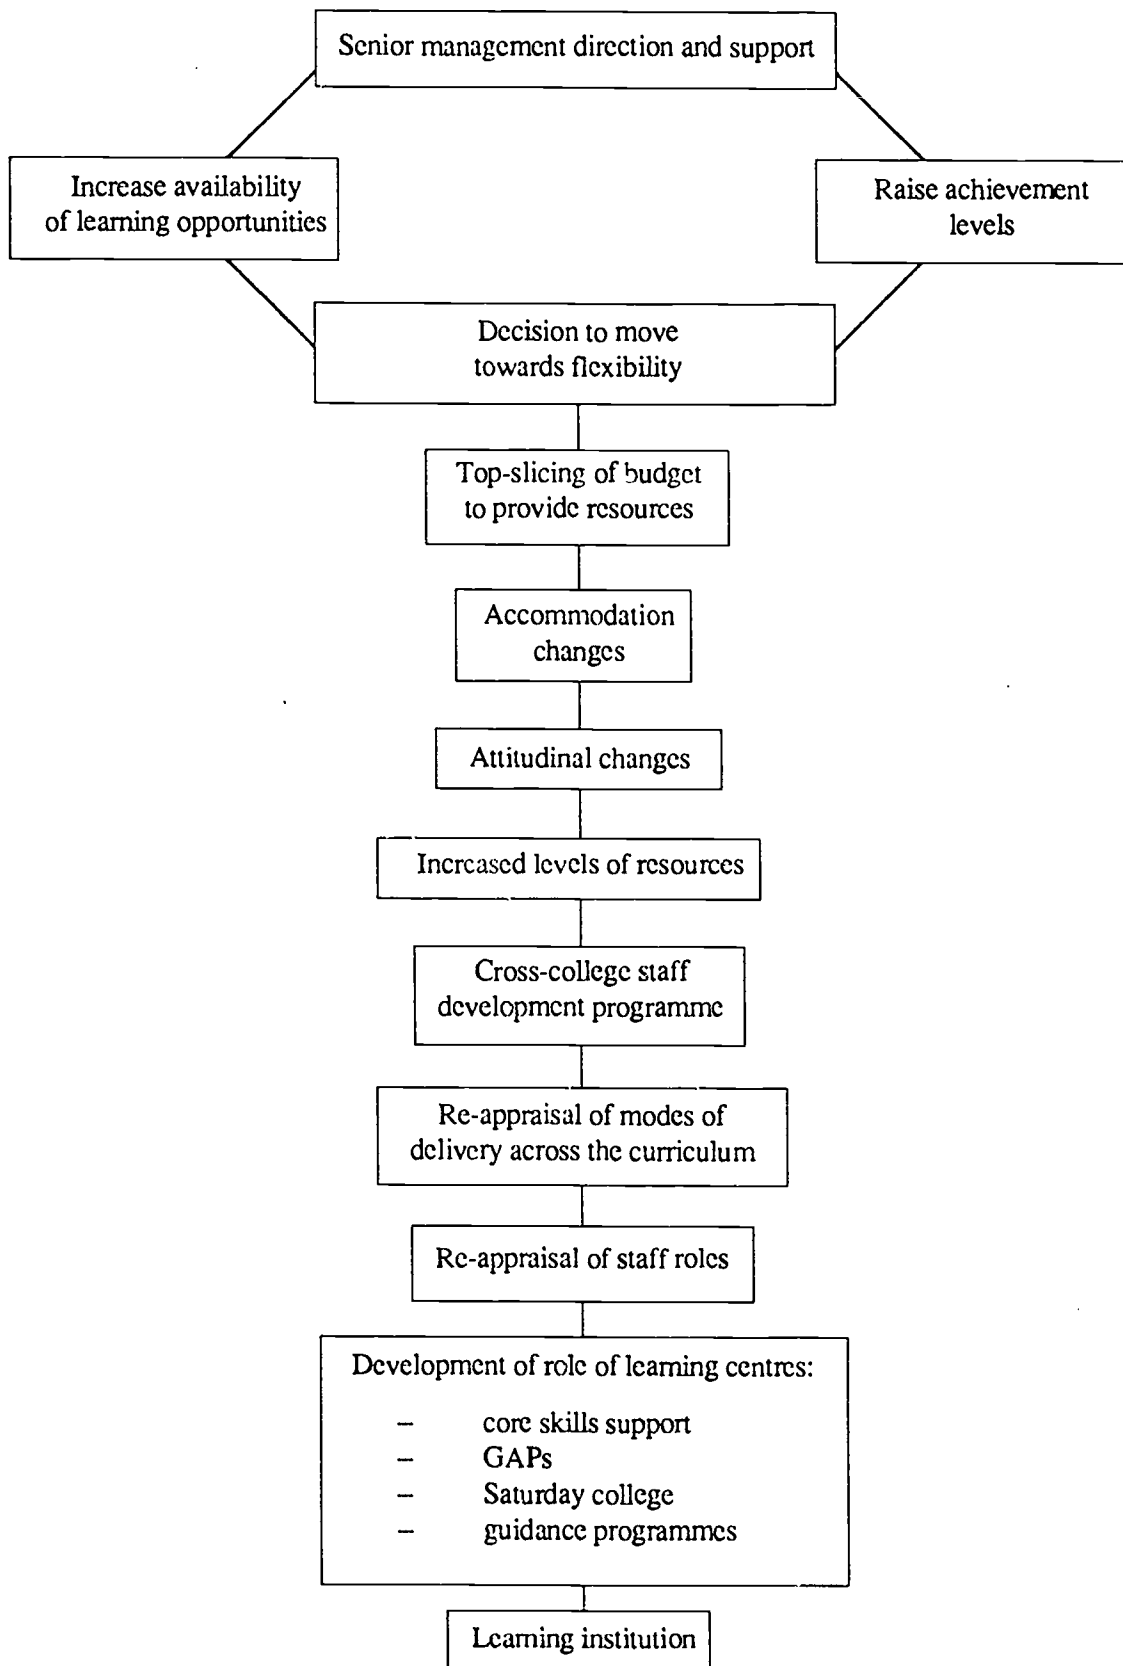 Senior management direction and support
Increase availability
of learning opportunities
Raise achievement
levels
Decision to move
towards flexibility
Top-slicing of budget
to provide resources
Accommodation
changes
Attitudinal changes
Increased levels of resources
Cross-college staff
development programme
Re-appraisal of modes of
delivery across the curriculum
Re-appraisal of staff roles
Development of role of learning centres:
– core skills support
– GAPs
– Saturday college
– guidance programmes
Learning institution